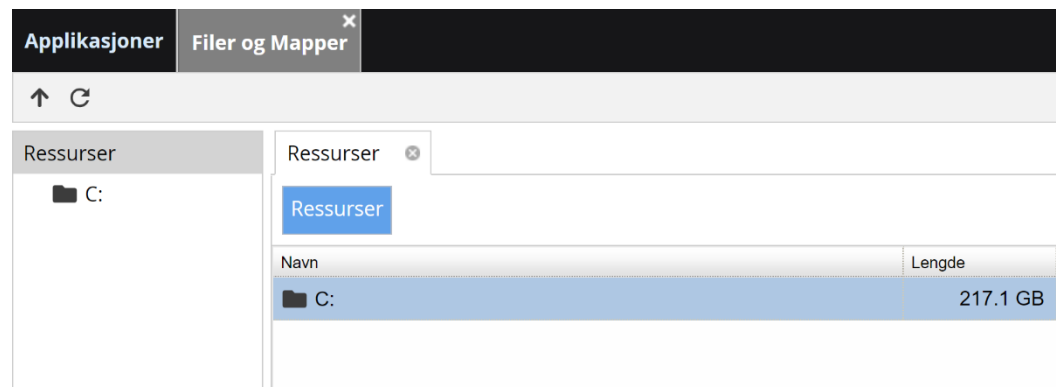 Applikasjoner
Filer og Mapper
Ressurser
C:
Ressurser
Ressurser
Navn Lengde
C: 217.1 GB